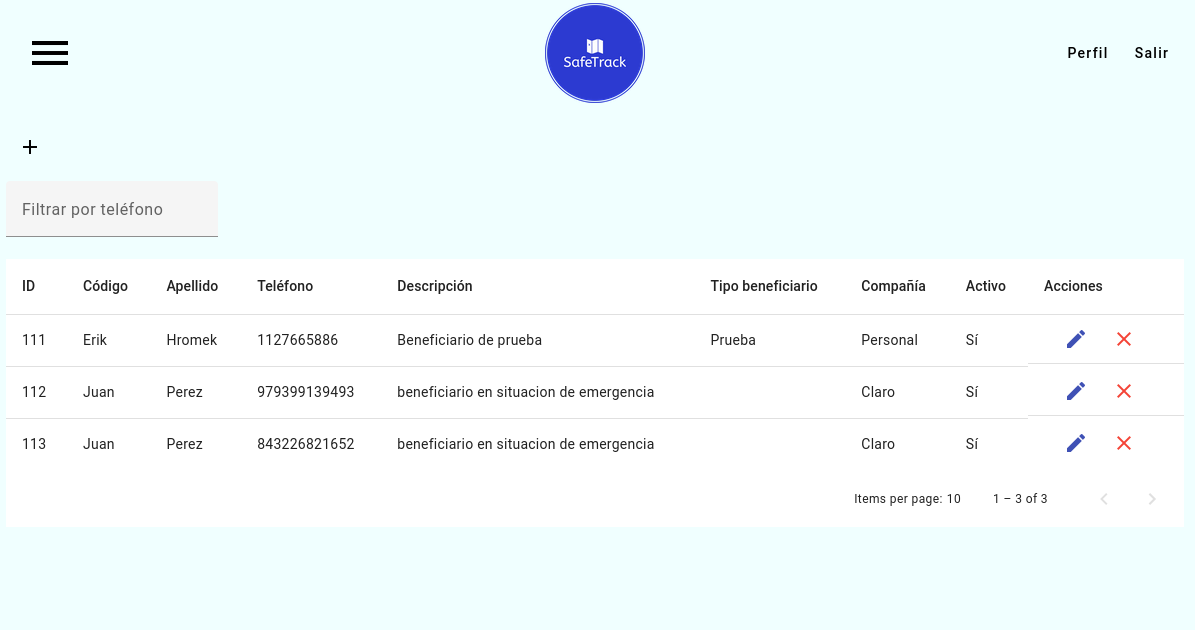 SafeTrack
Perfil Salir
+
Filtrar por teléfono
ID Código Apellido Teléfono Descripción Tipo beneficiario Compañía Activo Acciones
111 Erik Hromek 1127665886 Beneficiario de prueba Prueba Personal Sí
112 Juan Perez 979399139493 beneficiario en situacion de emergencia Claro Sí
113 Juan Perez 843226821652 beneficiario en situacion de emergencia Claro Sí
Items per page: 10 1 – 3 of 3